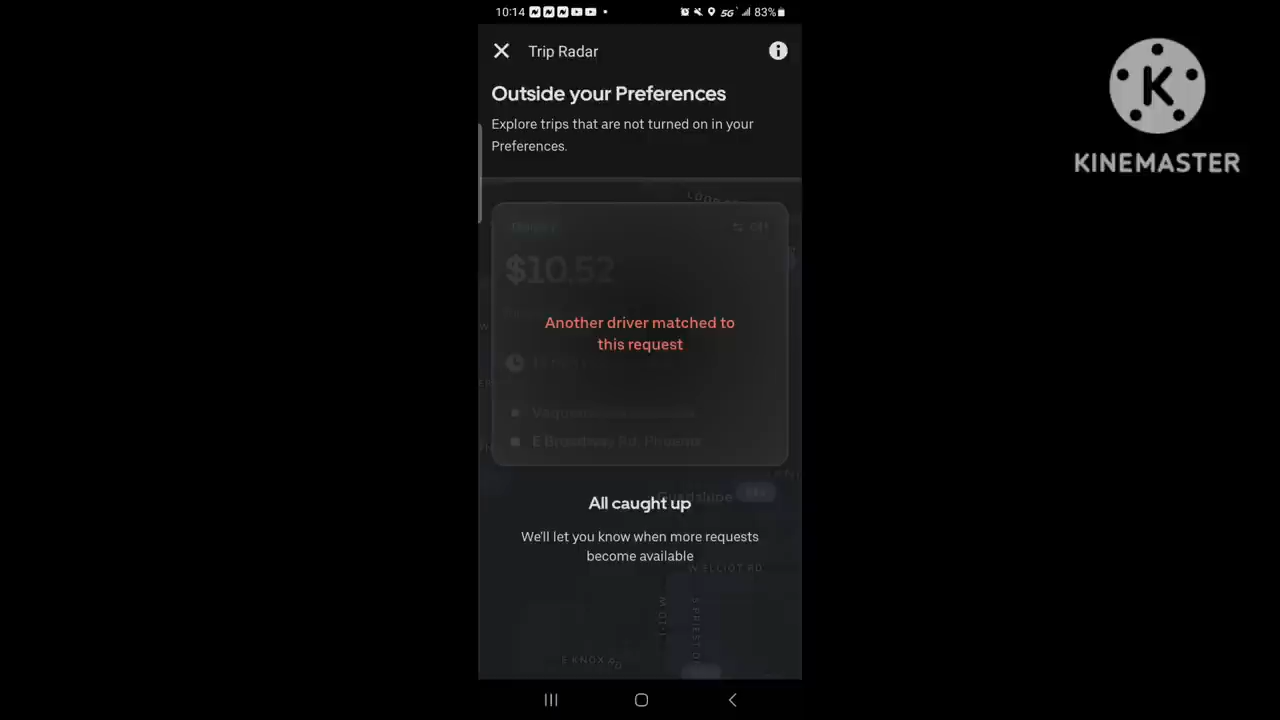 10:14 5G 83%
Trip Radar
Outside your Preferences
Explore trips that are not turned on in your
Preferences.
$10.52
Another driver matched to
this request
E Broadway Rd, Phoenix
All caught up
Guadalupe
We'll let you know when more requests
become available
W ELLIOT RD
E KNOX RD
K
KINEMASTER